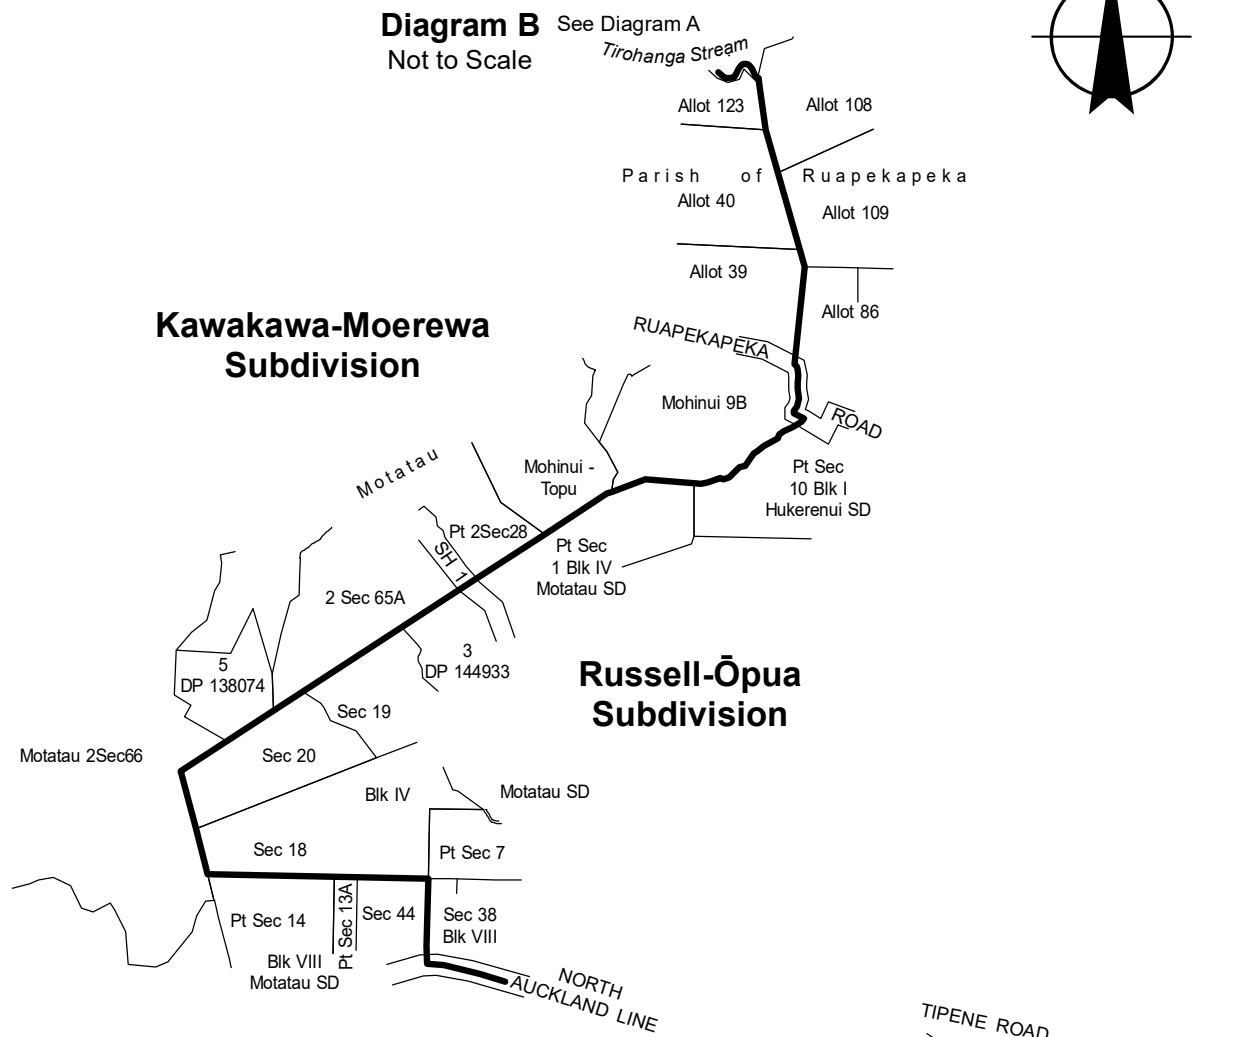 Diagram B See Diagram A
Not to Scale
Tirohanga Stream
Allot 123
Allot 108
Parish of Ruapekapeka
Allot 40
Allot 109
Allot 39
Allot 86
Kawakawa-Moerewa
Subdivision
RUAPEKAPEKA
ROAD
Mohinui 9B
Motatau
Mohinui -
Topu
Pt Sec
10 Blk I
Hukerenui SD
Pt 2Sec28
SH 1
Pt Sec
1 Blk IV
Motatau SD
2 Sec 65A
3
DP 144933
5
DP 138074
Russell-Ōpua
Subdivision
Sec 19
Motatau 2Sec66
Sec 20
Blk IV
Motatau SD
Sec 18
Pt Sec 7
Pt Sec 14
Pt Sec 13A
Sec 44
Sec 38
Blk VIII
Blk VIII
Motatau SD
NORTH
AUCKLAND LINE
TIPENE ROAD